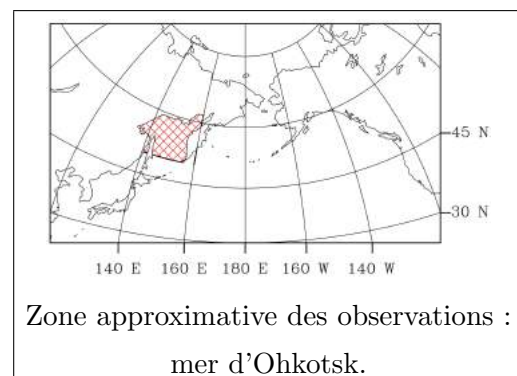 45 N
30 N
140 E 160 E 180 E 160 W 140 W
Zone approximative des observations :
mer d'Ohkotsk.